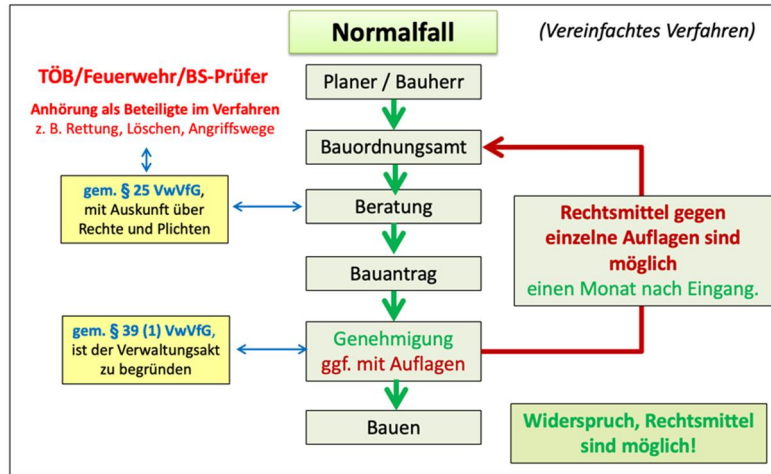 Normalfall
(Vereinfachtes Verfahren)
TÖB/Feuerwehr/BS-Prüfer
Anhörung als Beteiligte im Verfahren
z. B. Rettung, Löschen, Angriffswege
gem. § 25 VwVfG,
mit Auskunft über
Rechte und Plichten
gem. § 39 (1) VwVfG,
ist der Verwaltungsakt
zu begründen
Planer / Bauherr
Bauordnungsamt
Beratung
Bauantrag
Genehmigung
ggf. mit Auflagen
Bauen
Rechtsmittel gegen
einzelne Auflagen sind
möglich
einen Monat nach Eingang.
Widerspruch, Rechtsmittel
sind möglich!